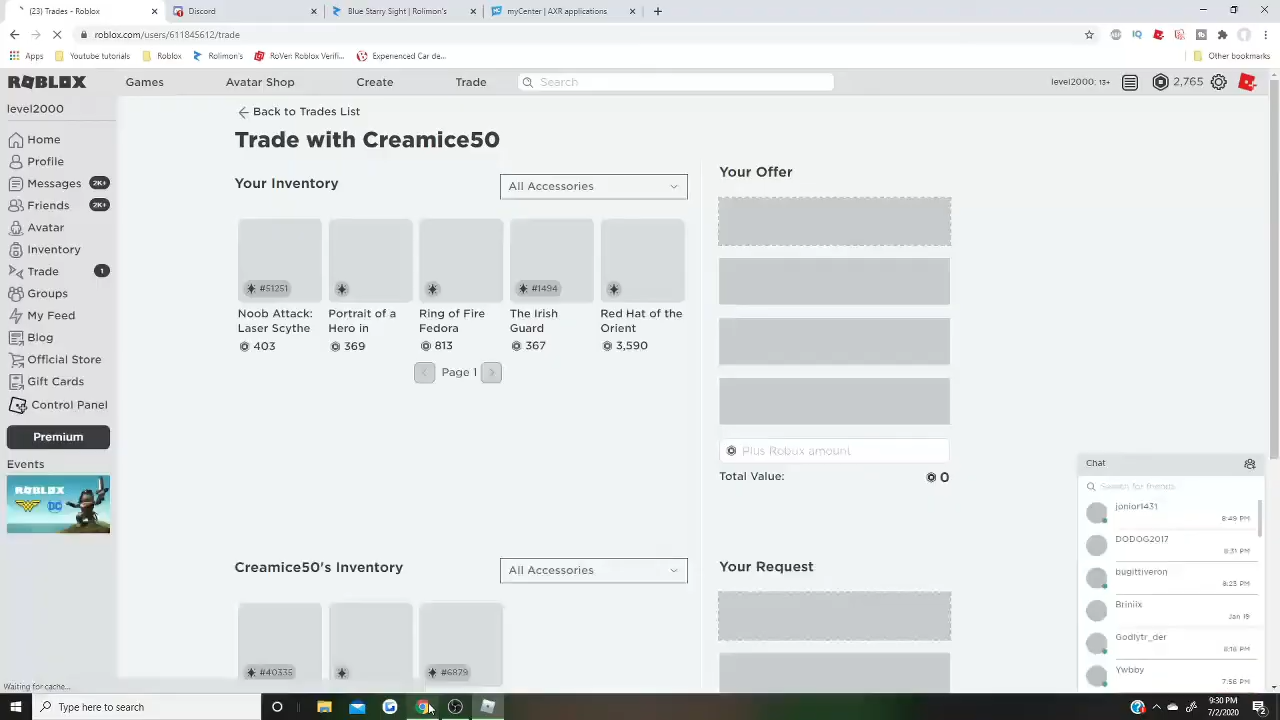 (23) Trades - Roblox
Discord
Blue Starry Sight | Rolimon's
myCenter | AXR applications
roblox.com/users/611845612/trade
Apps
Youtube tutorials
Roblox
Rolimon's
RoVer Roblox Verifi...
Experienced Car de...
Other bookmarks
ROBLOX
Games
Avatar Shop
Create
Trade
Search
level2000: 13+
2,765
level2000
Home
Profile
Messages 2K+
Friends 2K+
Avatar
Inventory
Trade 1
Groups
My Feed
Blog
Official Store
Gift Cards
Control Panel
Premium
Events
ROBLOX
DC
Back to Trades List
Trade with Creamice50
Your Inventory
All Accessories
#51251
#1494
Noob Attack: Portrait of a Ring of Fire The Irish Red Hat of the
Laser Scythe Hero in Fedora Guard Orient
403 369 813 367 3,590
Page 1
Creamice50's Inventory
All Accessories
#40335
#6879
Your Offer
Plus Robux amount
Total Value: 0
Your Request
Chat
Search for friends
junior1431
8:49 PM
DODOG2017
8:31 PM
bugittiveron
8:23 PM
Briniix
Jan 19
Godlytr_der
8:16 PM
Ywbby
7:56 PM
Waiting for cache...
Type here to search
9:30 PM
7/2/2020
2